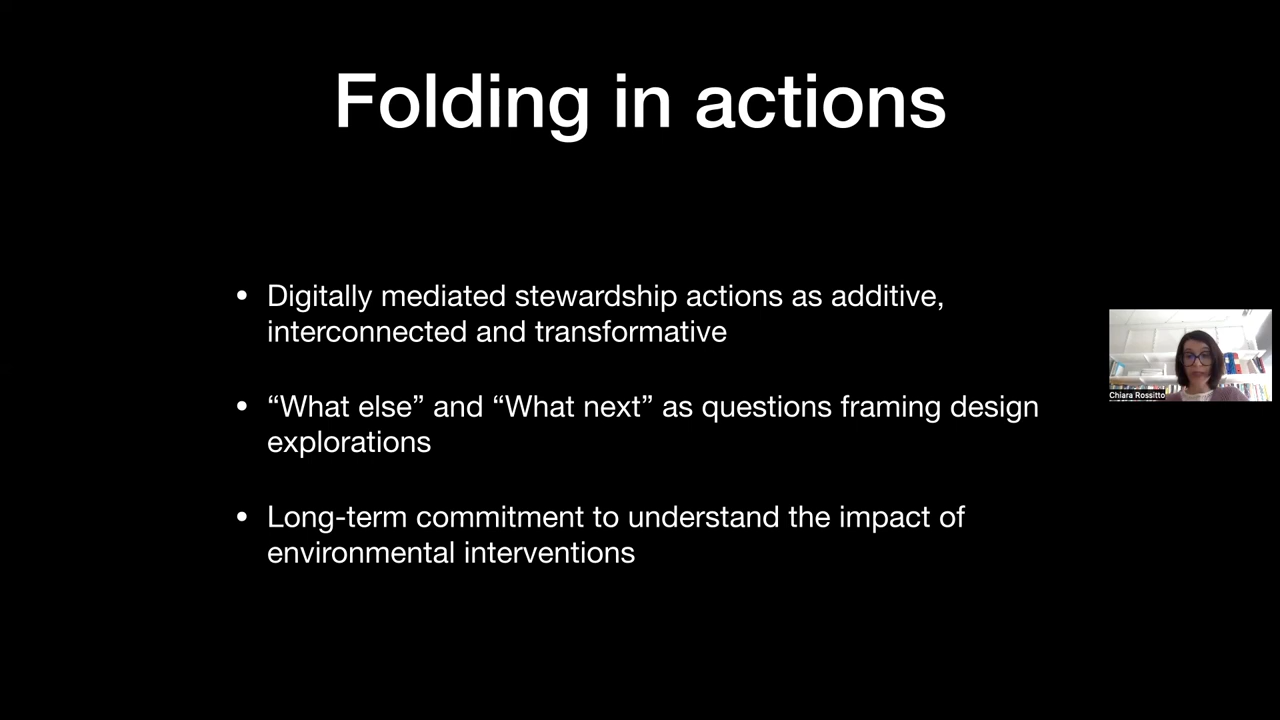 Folding in actions
• Digitally mediated stewardship actions as additive,
interconnected and transformative
• “What else” and “What next” as questions framing design
explorations
• Long-term commitment to understand the impact of
environmental interventions
Chiara Rossitto